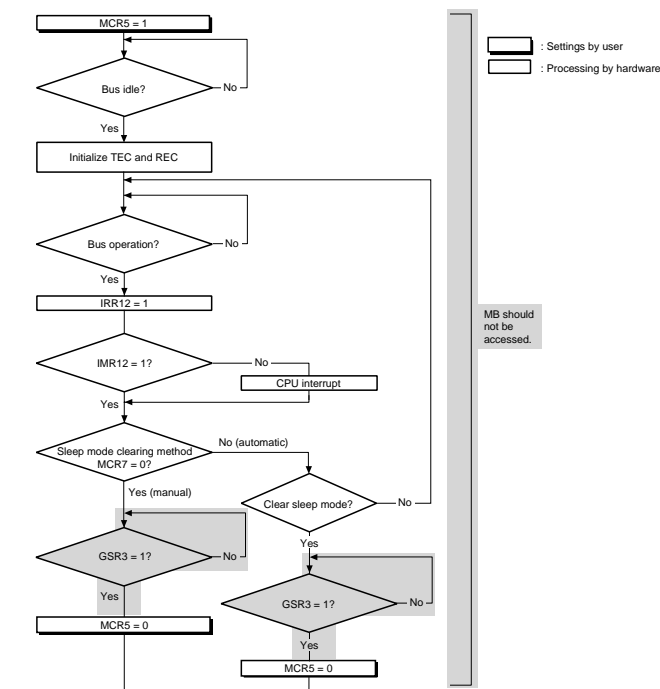 MCR5 = 1
: Settings by user
: Processing by hardware
Bus idle?
No
Yes
Initialize TEC and REC
Bus operation?
No
Yes
IRR12 = 1
MB should
not be
accessed.
IMR12 = 1?
No
CPU interrupt
Yes
Sleep mode clearing method
MCR7 = 0?
No (automatic)
Yes (manual)
Clear sleep mode?
No
Yes
GSR3 = 1?
No
Yes
GSR3 = 1?
No
Yes
MCR5 = 0
MCR5 = 0